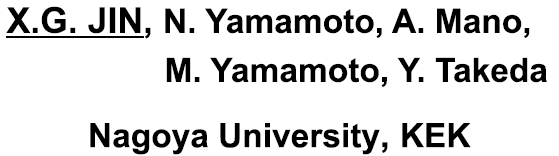 X.G. JIN, N. Yamamoto, A. Mano,
M. Yamamoto, Y. Takeda
Nagoya University, KEK